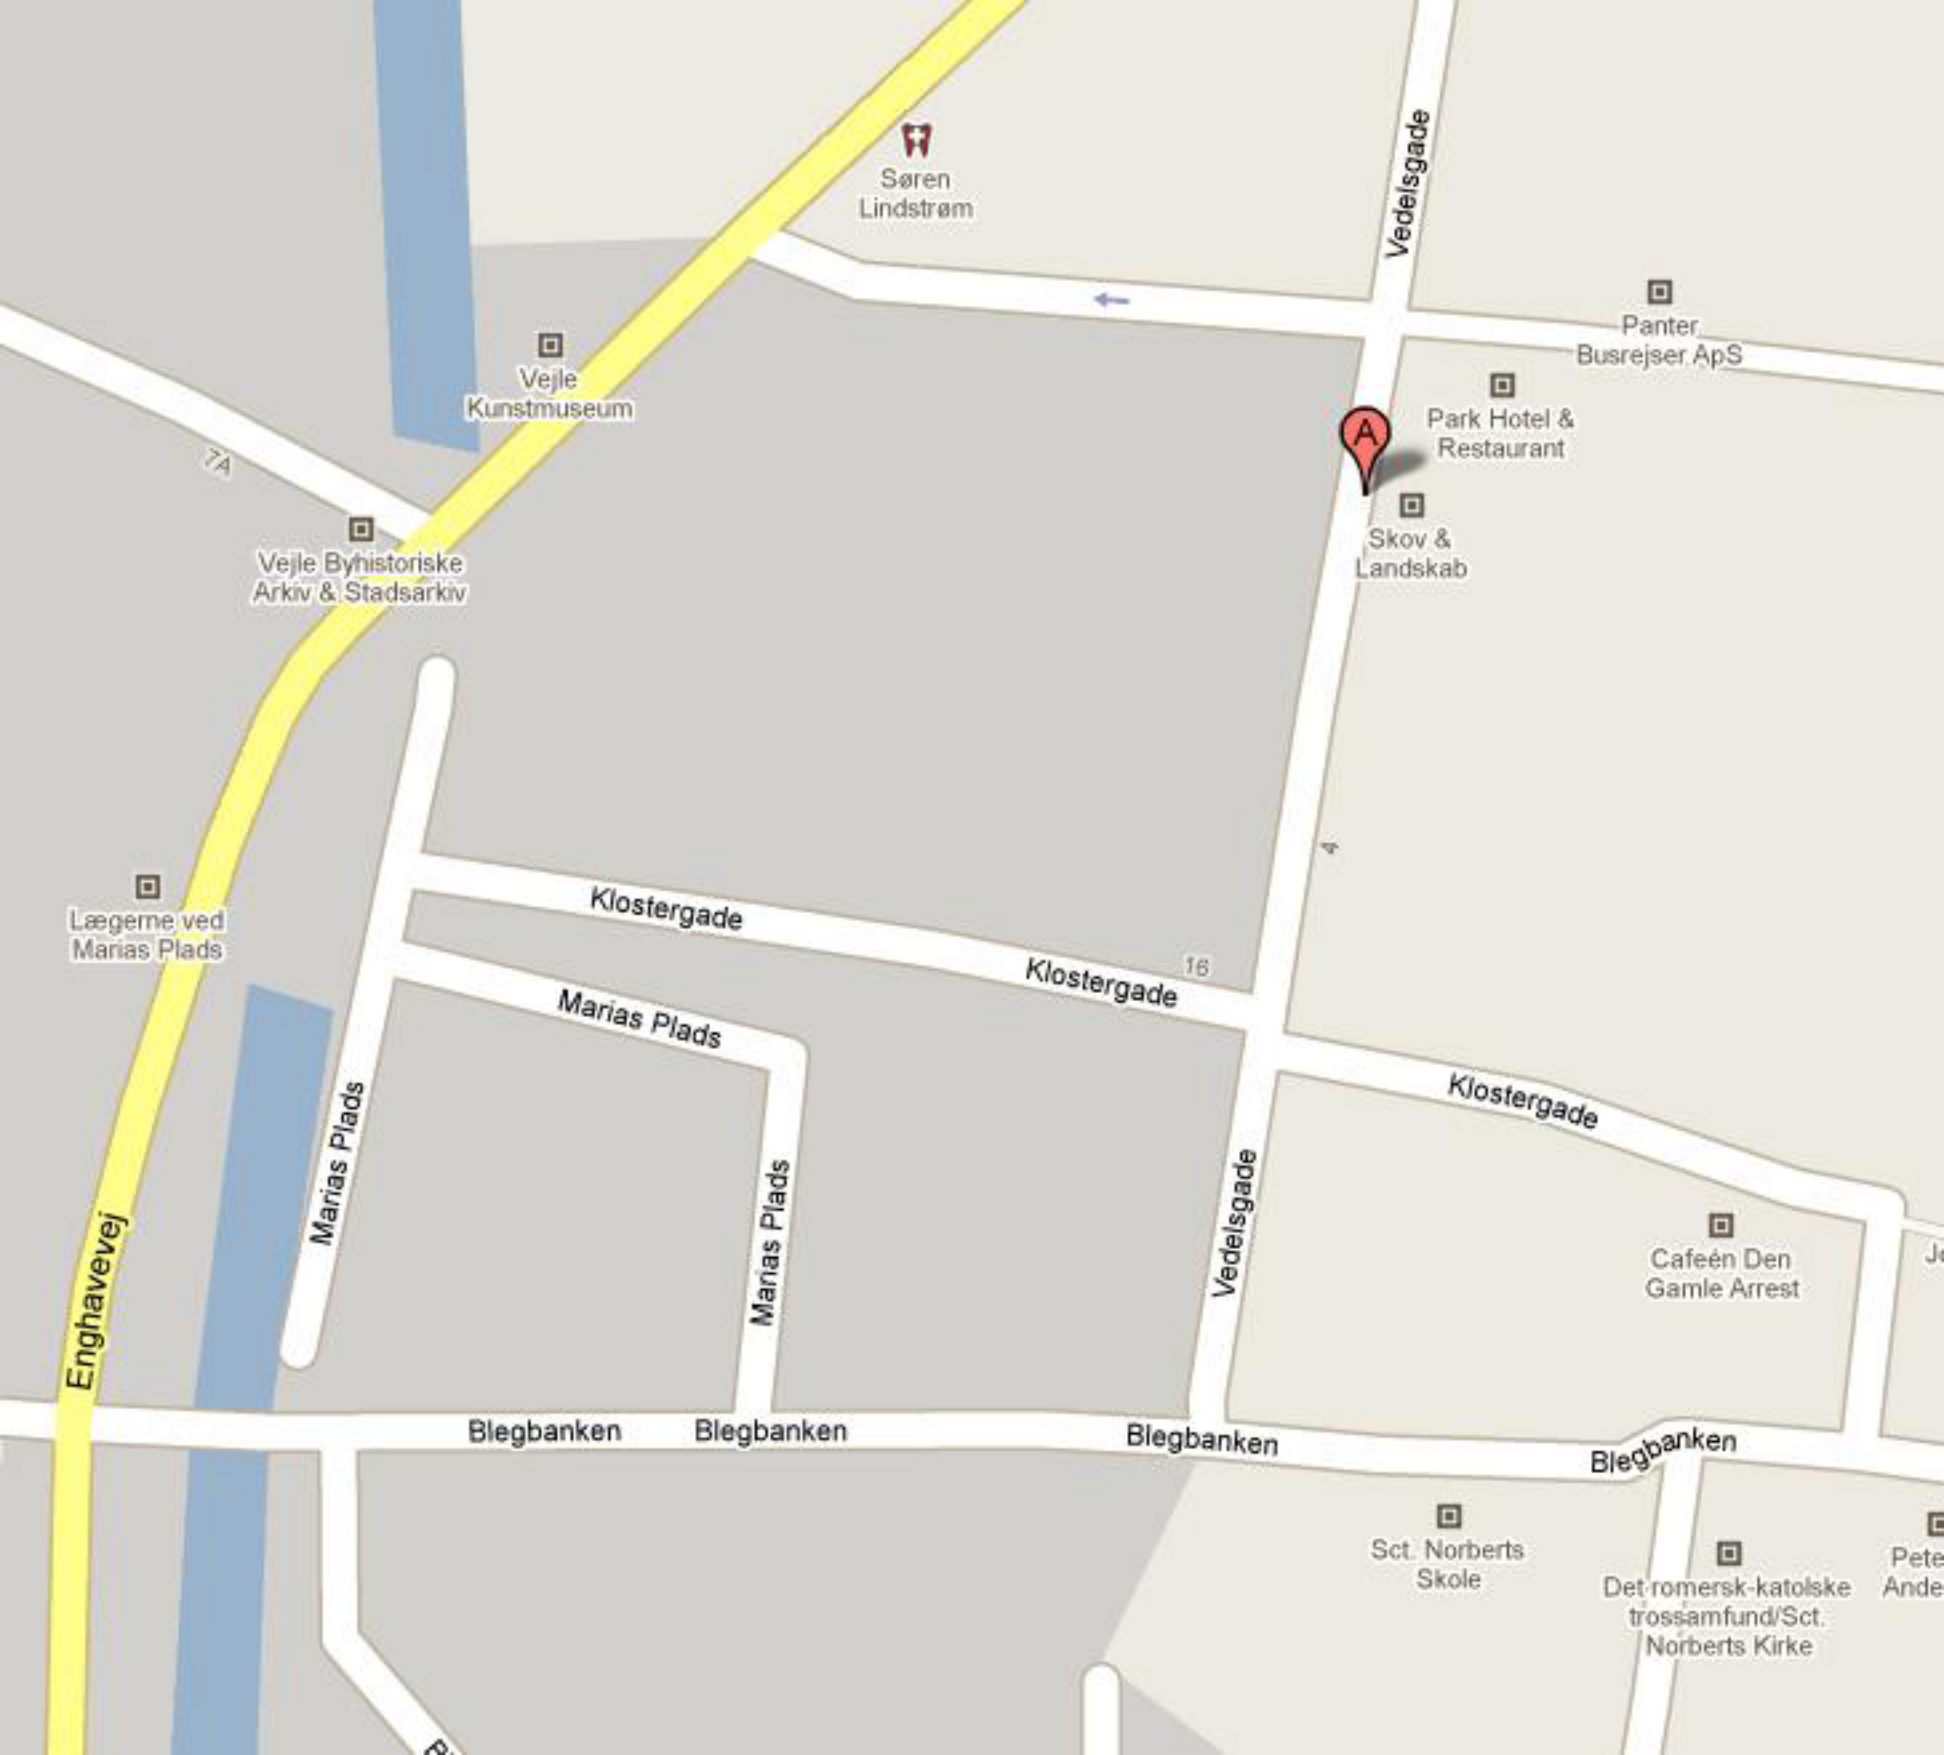 Søren
Lindstrøm
Vedelsgade
Panter
Busrejser ApS
Vejle
Kunstmuseum
Park Hotel &
Restaurant
A
7A
Skov &
Landskab
Vejle Byhistoriske
Arkiv & Stadsarkiv
4
Lægerne ved
Marias Plads
Klostergade
16
Klostergade
Marias Plads
Klostergade
Marias Plads
Marias Plads
Vedelsgade
Enghavevej
Cafeén Den
Gamle Arrest
Blegbanken
Blegbanken
Blegbanken
Blegbanken
Sct. Norberts
Skole
Det romersk-katolske
trossamfund/Sct.
Norberts Kirke
Pete
Ande